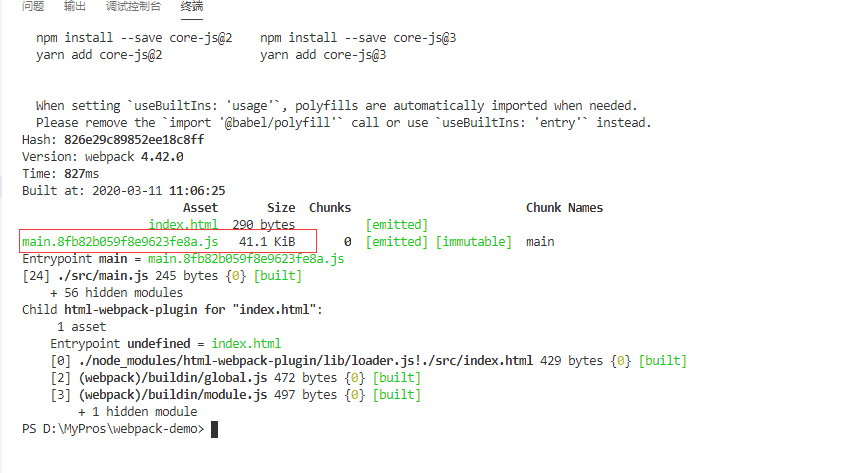 问题 输出 调试控制台 终端
npm install --save core-js@2    npm install --save core-js@3
yarn add core-js@2              yarn add core-js@3
When setting `useBuiltIns: 'usage'`, polyfills are automatically imported when needed.
Please remove the `import '@babel/polyfill'` call or use `useBuiltIns: 'entry'` instead.
Hash: 826e29c89852ee18c8ff
Version: webpack 4.42.0
Time: 827ms
Built at: 2020-03-11 11:06:25
Asset       Size  Chunks                         Chunk Names
index.html  290 bytes          [emitted]
main.8fb82b059f8e9623fe8a.js   41.1 KiB       0  [emitted] [immutable]  main
Entrypoint main = main.8fb82b059f8e9623fe8a.js
[24] ./src/main.js 245 bytes {0} [built]
+ 56 hidden modules
Child html-webpack-plugin for "index.html":
1 asset
Entrypoint undefined = index.html
[0] ./node_modules/html-webpack-plugin/lib/loader.js!./src/index.html 429 bytes {0} [built]
[2] (webpack)/buildin/global.js 472 bytes {0} [built]
[3] (webpack)/buildin/module.js 497 bytes {0} [built]
+ 1 hidden module
PS D:\MyPros\webpack-demo>